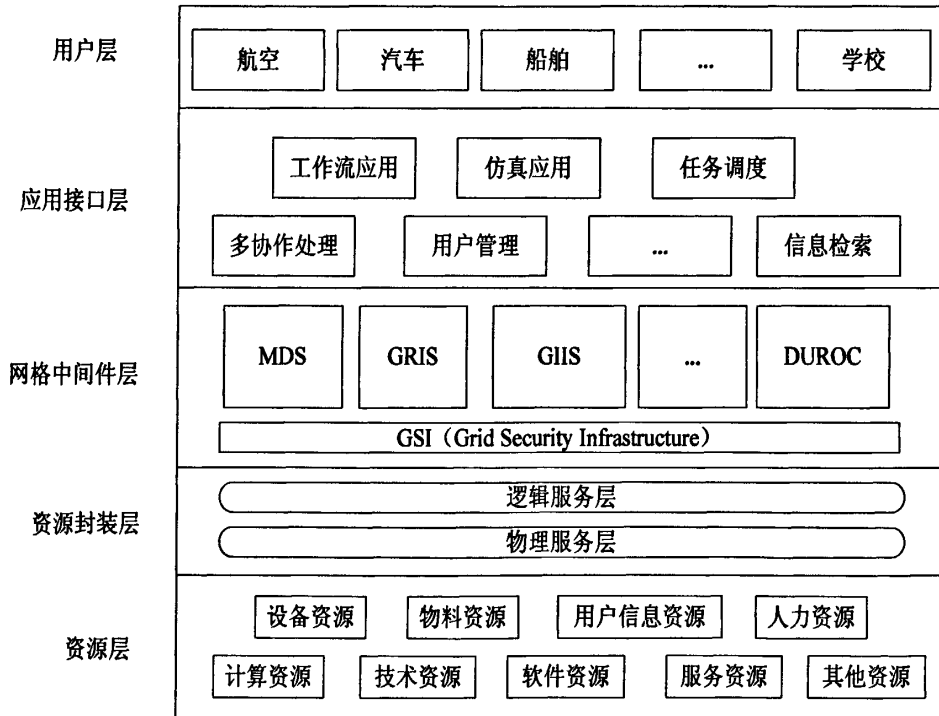 用户层
航空
汽车
船舶
...
学校
应用接口层
工作流应用
仿真应用
任务调度
多协作处理
用户管理
...
信息检索
网格中间件层
MDS
GRIS
GIIS
...
DUROC
GSI（Grid Security Infrastructure）
资源封装层
逻辑服务层
物理服务层
资源层
设备资源
物料资源
用户信息资源
人力资源
计算资源
技术资源
软件资源
服务资源
其他资源